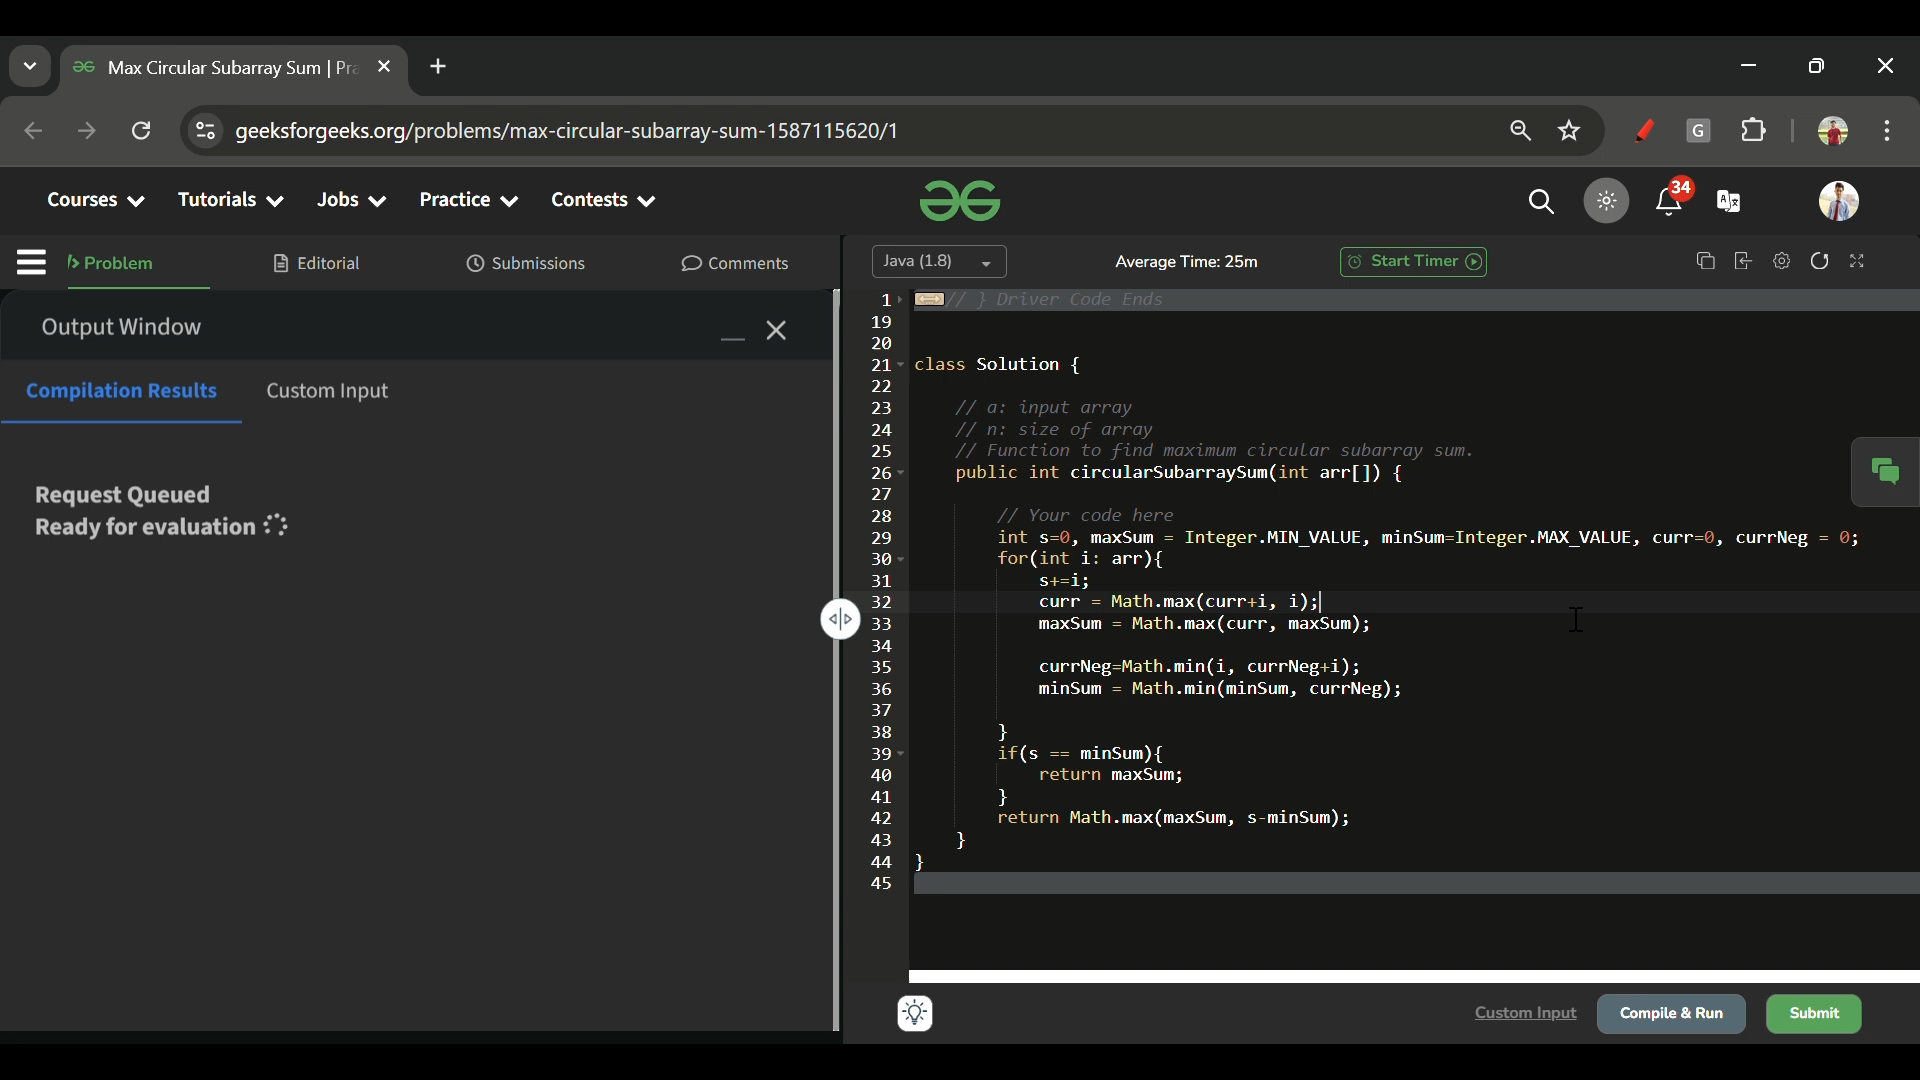 Max Circular Subarray Sum | Pra
geeksforgeeks.org/problems/max-circular-subarray-sum-1587115620/1
G
Courses Tutorials Jobs Practice Contests
34
Problem Editorial Submissions Comments
Java (1.8) Average Time: 25m Start Timer
Output Window
Compilation Results Custom Input
Request Queued
Ready for evaluation
1 // } Driver Code Ends
19
20
21 class Solution {
22
23 // a: input array
24 // n: size of array
25 // Function to find maximum circular subarray sum.
26 public int circularSubarraySum(int arr[]) {
27
28 // Your code here
29 int s=0, maxSum = Integer.MIN_VALUE, minSum=Integer.MAX_VALUE, curr=0, currNeg = 0;
30 for(int i: arr){
31 s+=i;
32 curr = Math.max(curr+i, i);
33 maxSum = Math.max(curr, maxSum);
34
35 currNeg=Math.min(i, currNeg+i);
36 minSum = Math.min(minSum, currNeg);
37
38 }
39 if(s == minSum){
40 return maxSum;
41 }
42 return Math.max(maxSum, s-minSum);
43 }
44 }
45
Custom Input Compile & Run Submit